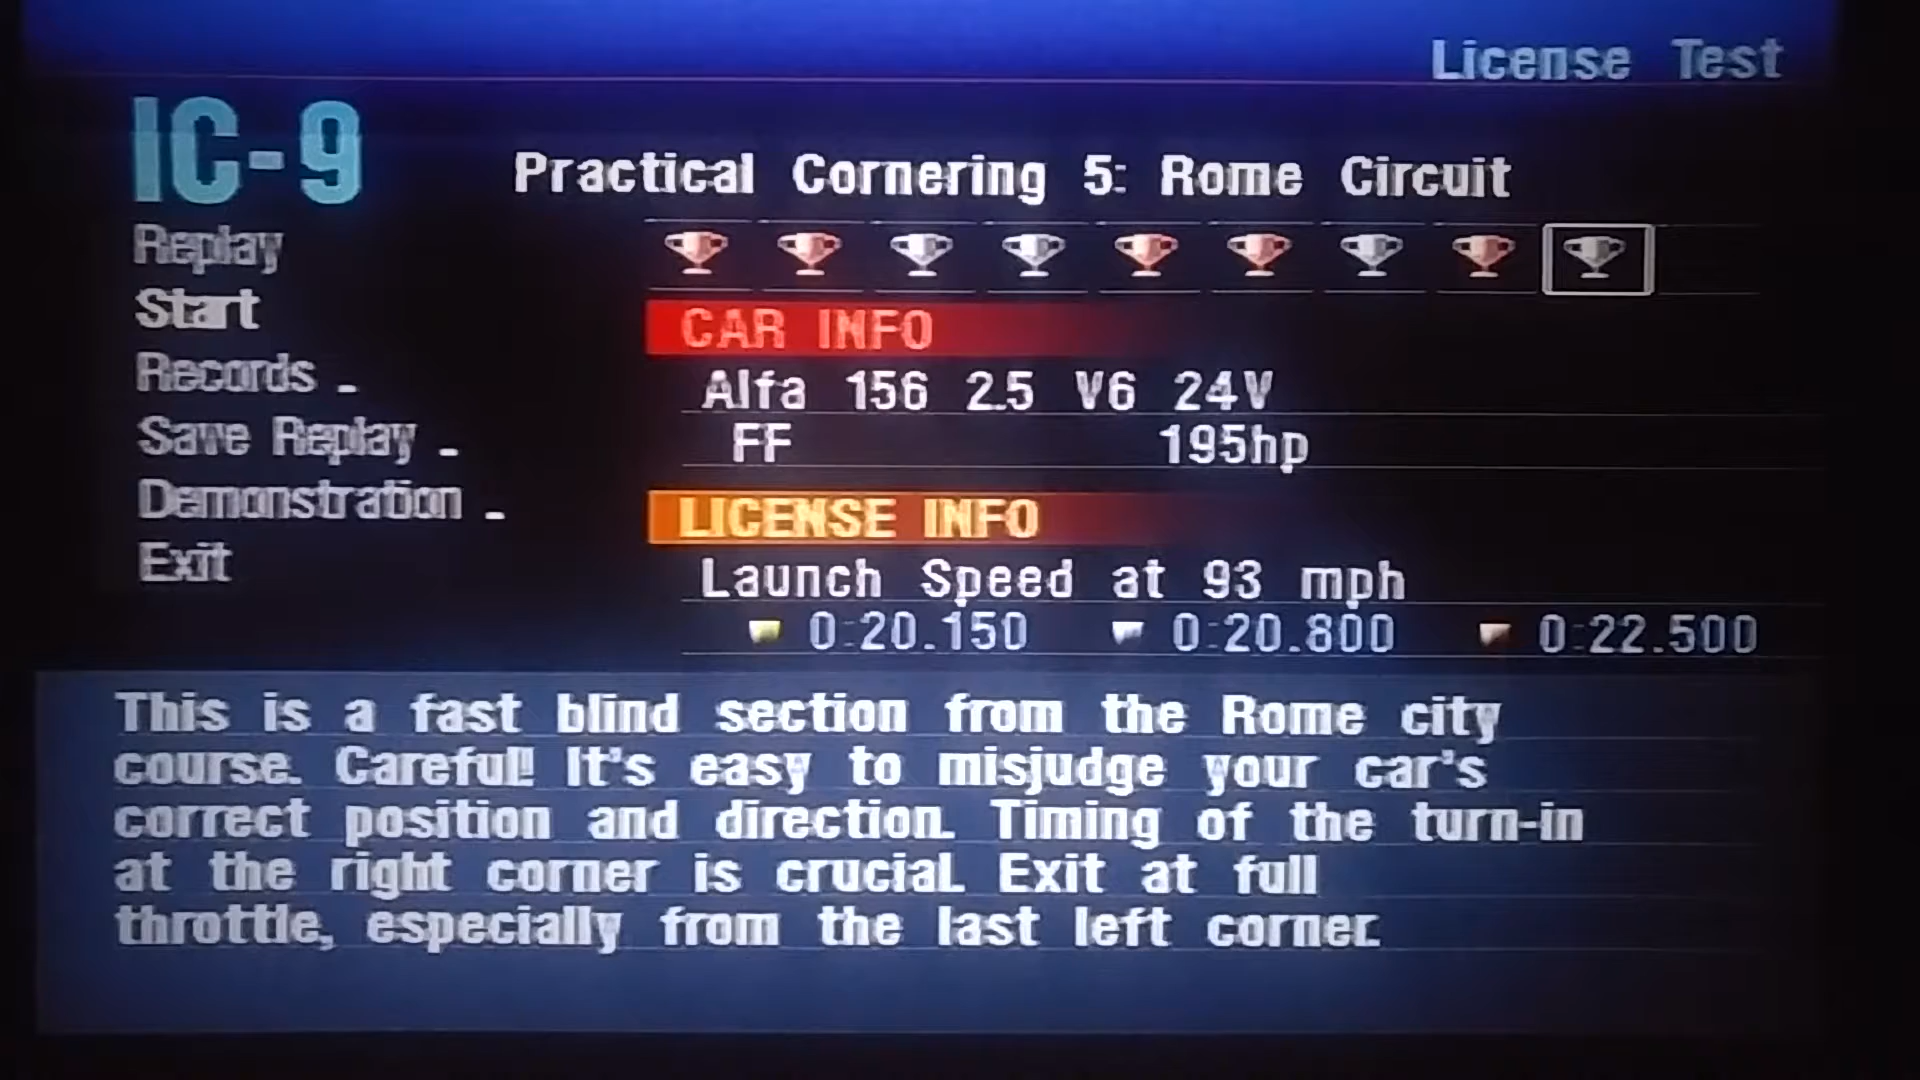 License Test
IC-9
Practical Cornering 5: Rome Circuit
Replay
Start
Records
Save Replay
Demonstration
Exit
CAR INFO
Alfa 156 2.5 V6 24V
FF 195hp
LICENSE INFO
Launch Speed at 93 mph
0:20.150 0:20.800 0:22.500
This is a fast blind section from the Rome city
course. Careful! It's easy to misjudge your car's
correct position and direction. Timing of the turn-in
at the right corner is crucial. Exit at full
throttle, especially from the last left corner.